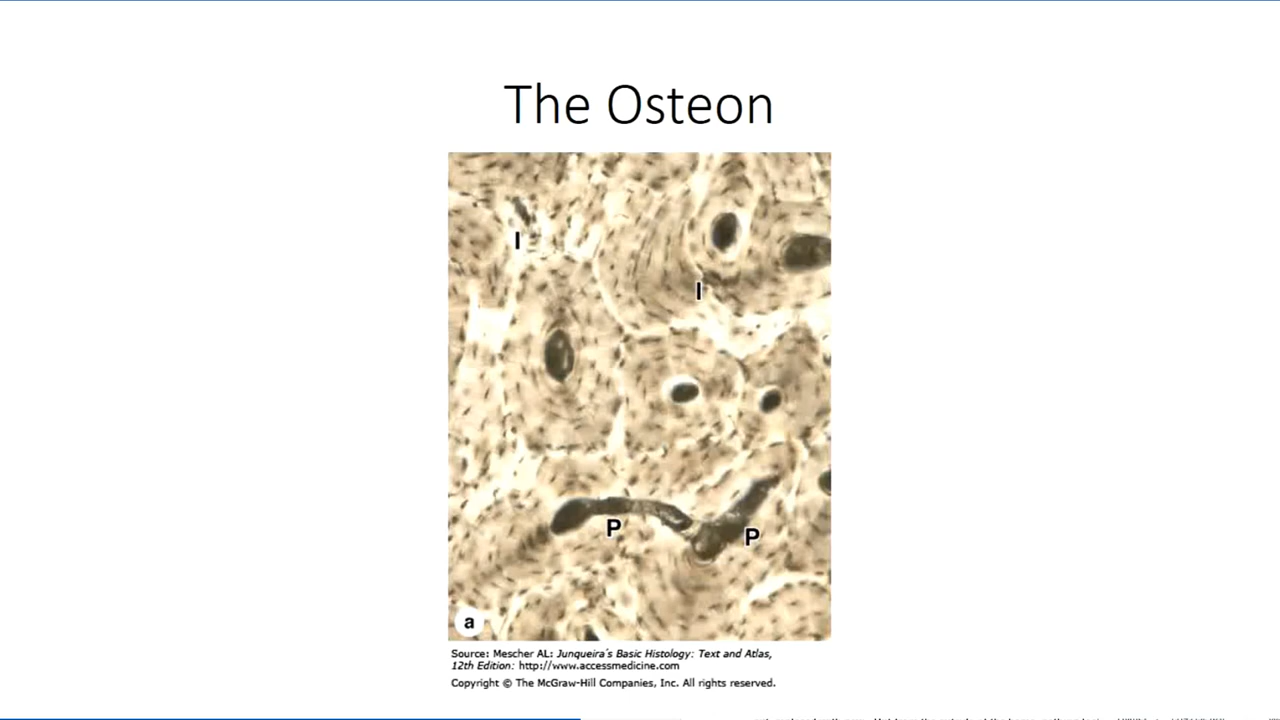 The Osteon
I
I
P
P
a
Source: Mescher AL: Junqueira's Basic Histology: Text and Atlas,
12th Edition: http://www.accessmedicine.com
Copyright © The McGraw-Hill Companies, Inc. All rights reserved.